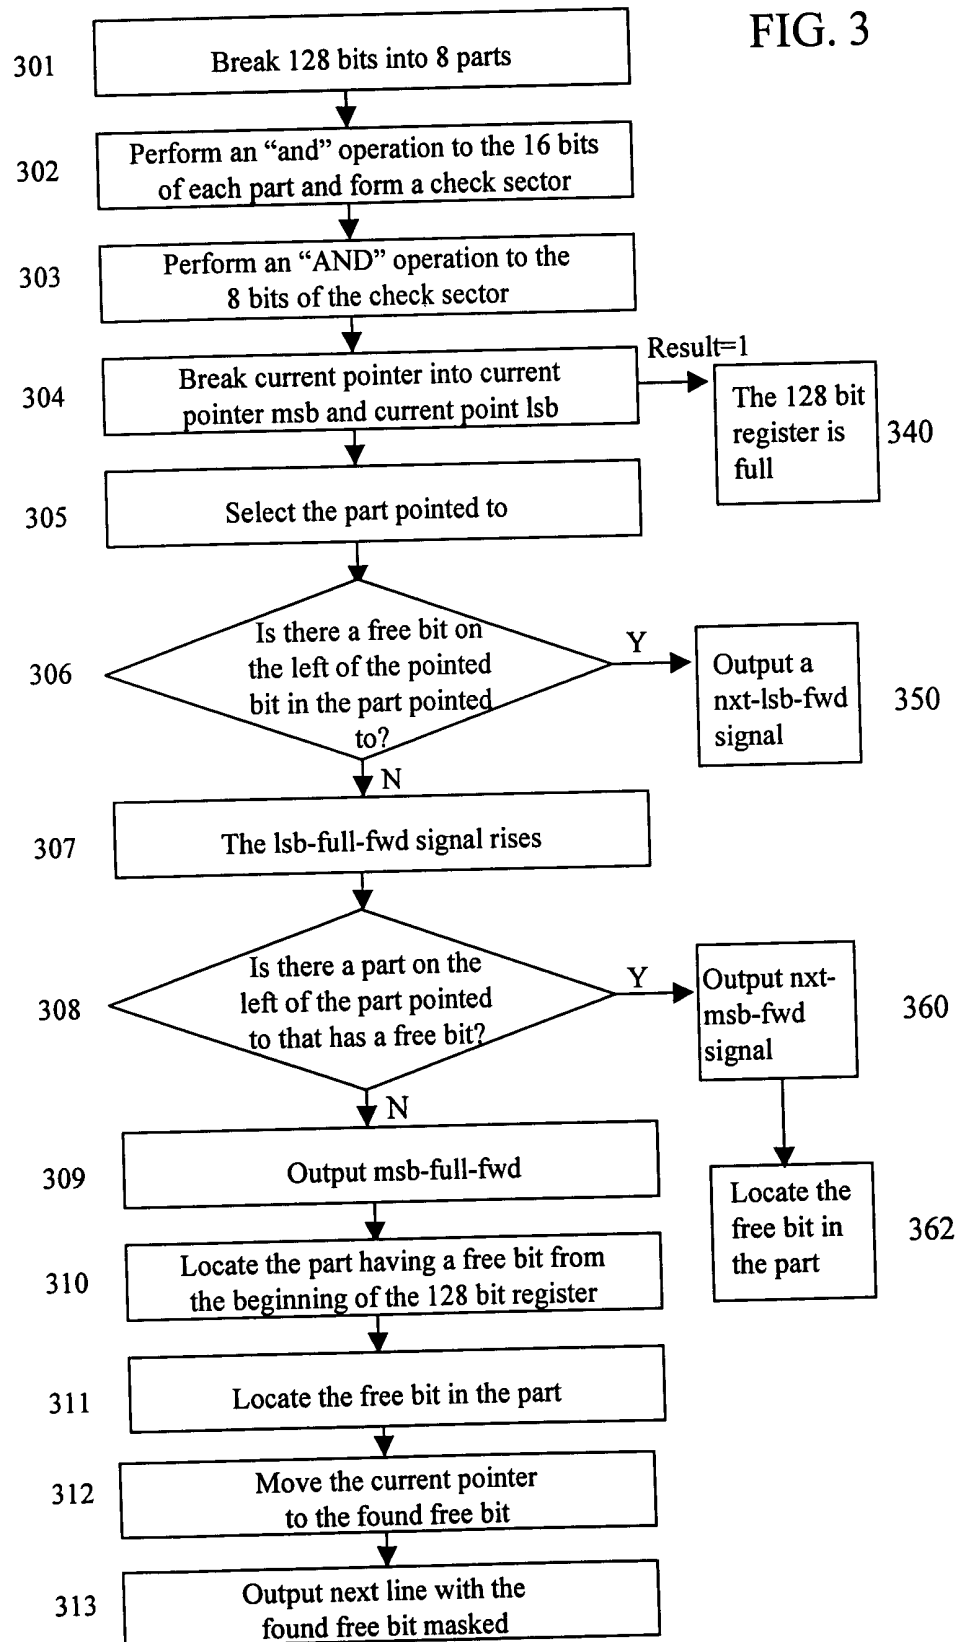 FIG. 3
301
Break 128 bits into 8 parts
302
Perform an “and” operation to the 16 bits
of each part and form a check sector
303
Perform an “AND” operation to the
8 bits of the check sector
304
Break current pointer into current
pointer msb and current point lsb
Result=1
The 128 bit
register is
full
340
305
Select the part pointed to
306
Is there a free bit on
the left of the pointed
bit in the part pointed
to?
Y
Output a
nxt-lsb-fwd
signal
350
N
307
The lsb-full-fwd signal rises
308
Is there a part on the
left of the part pointed
to that has a free bit?
Y
Output nxt-
msb-fwd
signal
360
N
309
Output msb-full-fwd
Locate the
free bit in
the part
362
310
Locate the part having a free bit from
the beginning of the 128 bit register
311
Locate the free bit in the part
312
Move the current pointer
to the found free bit
313
Output next line with the
found free bit masked